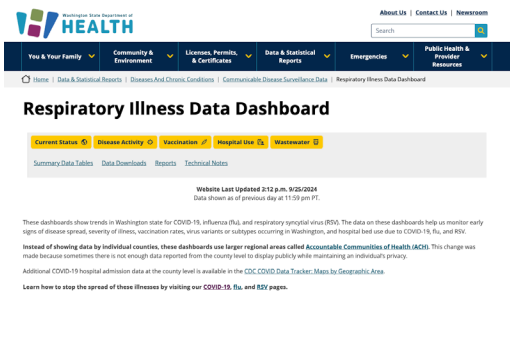 Washington State Department of
HEALTH
About Us | Contact Us | Newsroom
Search
You & Your Family
Community &
Environment
Licenses, Permits,
& Certificates
Data & Statistical
Reports
Emergencies
Public Health &
Provider
Resources
Home | Data & Statistical Reports | Diseases And Chronic Conditions | Communicable Disease Surveillance Data | Respiratory Illness Data Dashboard
Respiratory Illness Data Dashboard
Current Status
Disease Activity
Vaccination
Hospital Use
Wastewater
Summary Data Tables Data Downloads Reports Technical Notes
Website Last Updated 2:12 p.m. 9/25/2024
Data shown as of previous day at 11:59 pm PT.
These dashboards show trends in Washington state for COVID-19, influenza (flu), and respiratory syncytial virus (RSV). The data on these dashboards help us monitor early
signs of disease spread, severity of illness, vaccination rates, virus variants or subtypes occurring in Washington, and hospital bed use due to COVID-19, flu, and RSV.
Instead of showing data by individual counties, these dashboards use larger regional areas called Accountable Communities of Health (ACH). This change was
made because sometimes there is not enough data reported from the county level to display publicly while maintaining an individual's privacy.
Additional COVID-19 hospital admission data at the county level is available in the CDC COVID Data Tracker: Maps by Geographic Area.
Learn how to stop the spread of these illnesses by visiting our COVID-19, flu, and RSV pages.